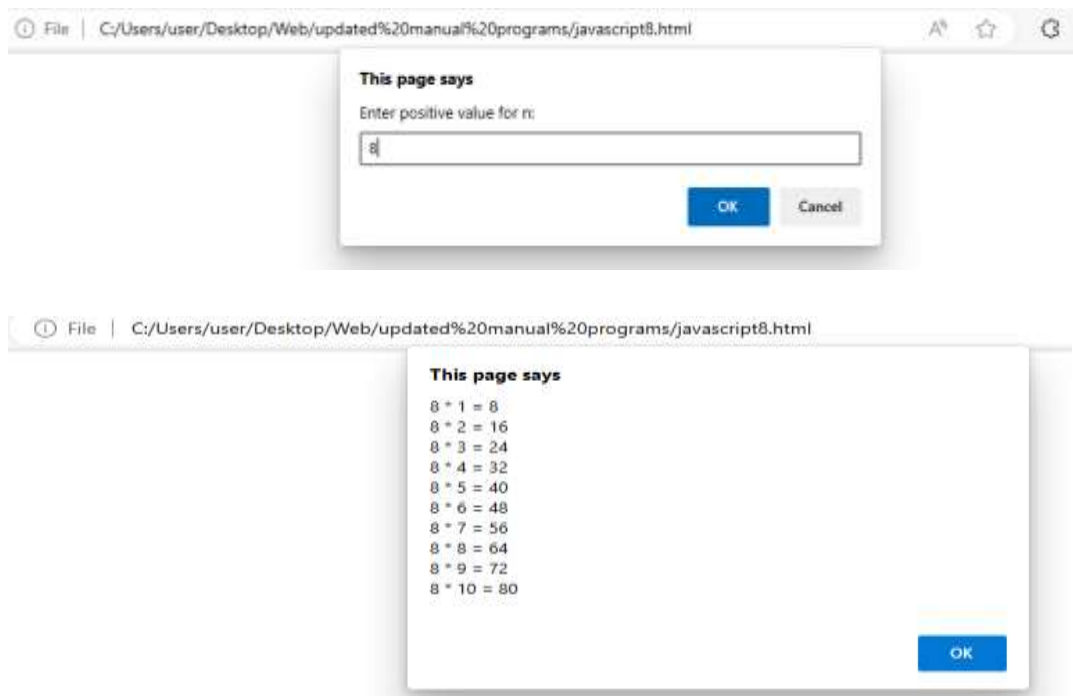 File | C:/Users/user/Desktop/Web/updated%20manual%20programs/javascript8.html
This page says
Enter positive value for n:
8
OK Cancel
File | C:/Users/user/Desktop/Web/updated%20manual%20programs/javascript8.html
This page says
8 * 1 = 8
8 * 2 = 16
8 * 3 = 24
8 * 4 = 32
8 * 5 = 40
8 * 6 = 48
8 * 7 = 56
8 * 8 = 64
8 * 9 = 72
8 * 10 = 80
OK